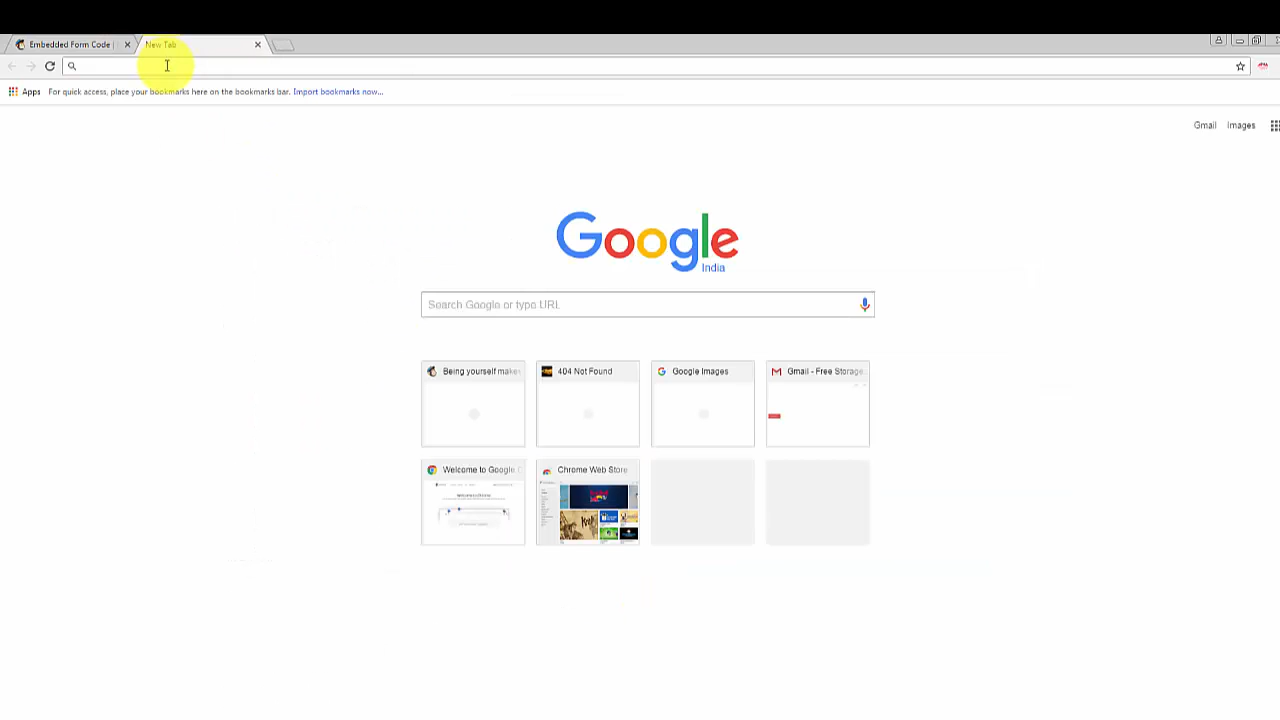 Embedded Form Code |
New Tab
Apps For quick access, place your bookmarks here on the bookmarks bar. Import bookmarks now...
Gmail Images
Google
India
Search Google or type URL
Being yourself makes
404 Not Found
Google Images
Gmail - Free Storage
Welcome to Google
Chrome Web Store